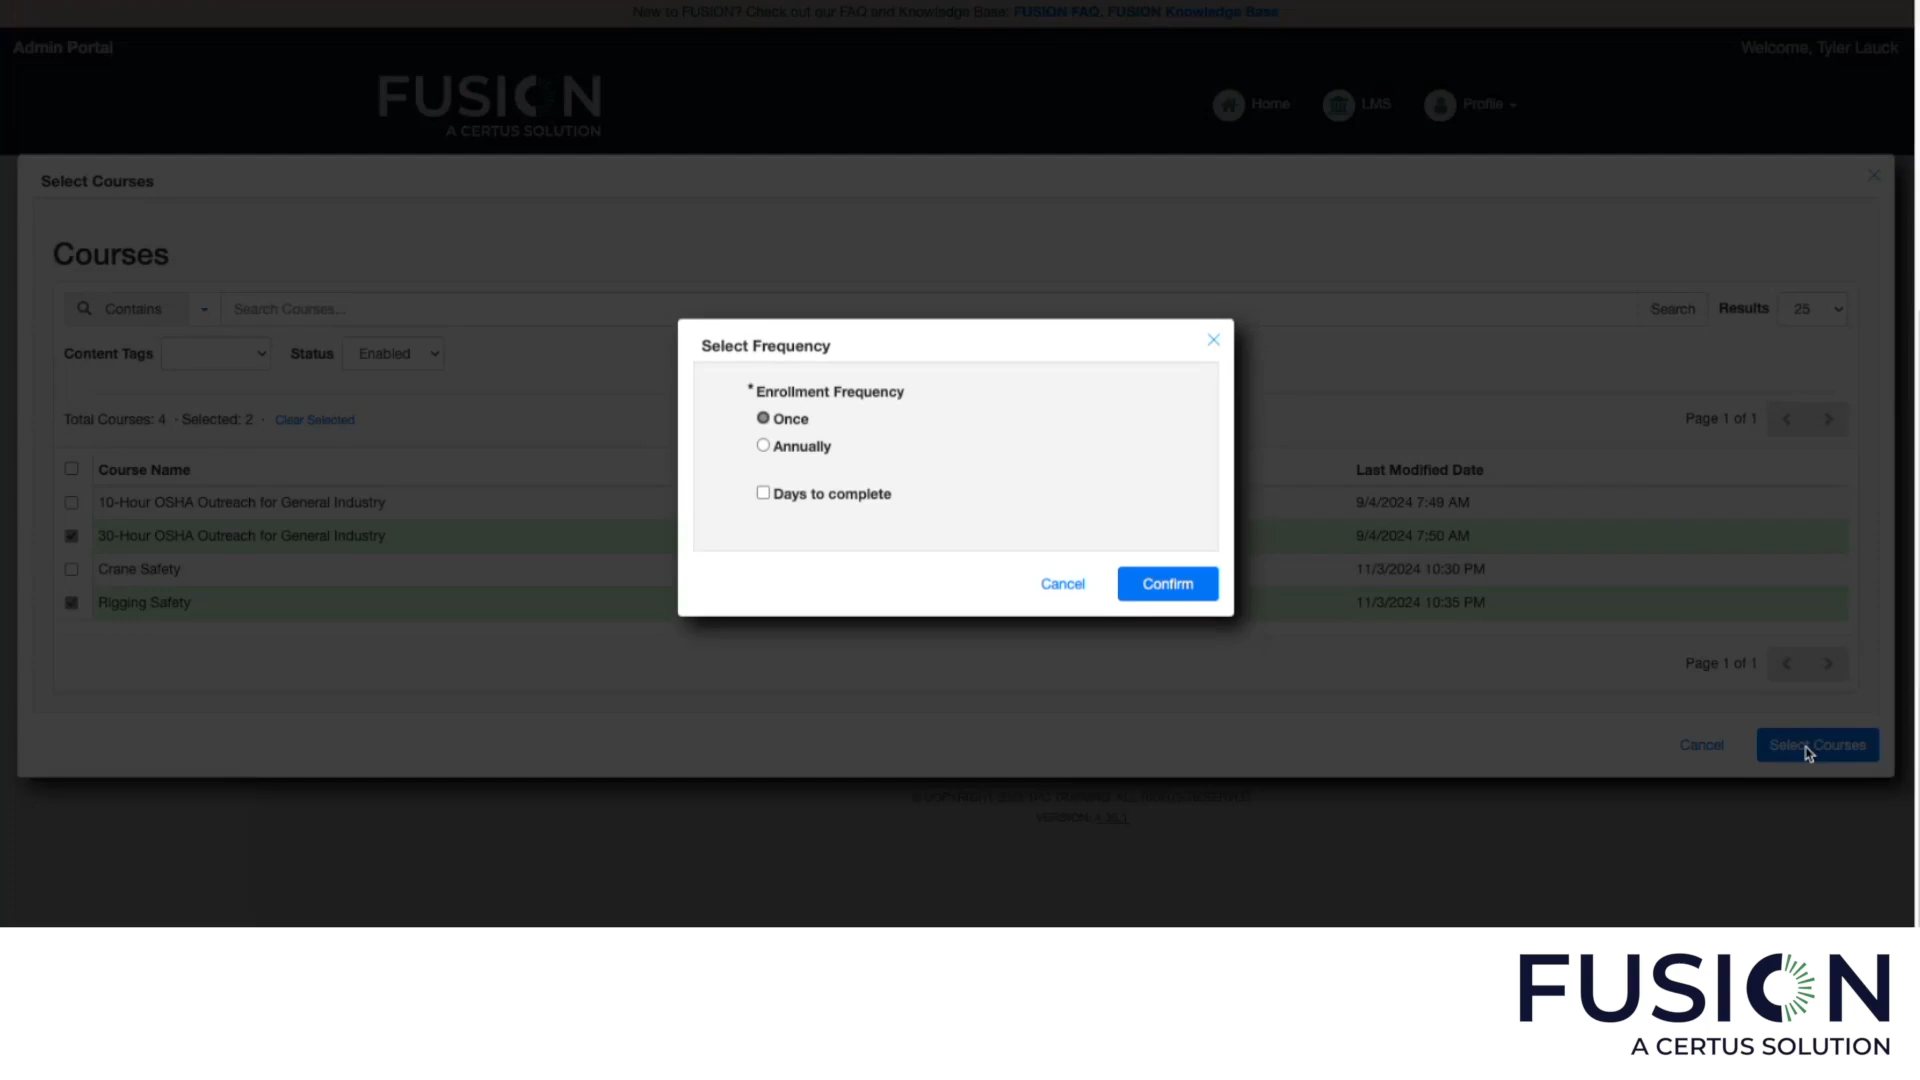 New to FUSION? Check out our FAQ and Knowledge Base: FUSION FAQ, FUSION Knowledge Base
Admin Portal
Welcome, Tyler Lauck
FUSION
A CERTUS SOLUTION
Home
LMS
Profile
Select Courses
Courses
Contains
Search Courses...
Search
Results
25
Content Tags
Status
Enabled
Total Courses: 4 · Selected: 2 · Clear Selected
Page 1 of 1
Course Name
Last Modified Date
10-Hour OSHA Outreach for General Industry
9/4/2024 7:49 AM
30-Hour OSHA Outreach for General Industry
9/4/2024 7:50 AM
Crane Safety
11/3/2024 10:30 PM
Rigging Safety
11/3/2024 10:35 PM
Select Frequency
* Enrollment Frequency
Once
Annually
Days to complete
Cancel
Confirm
Page 1 of 1
Cancel
Select Courses
TRAINING. ALL RIGHTS RESERVED
VERSION:
FUSION
A CERTUS SOLUTION